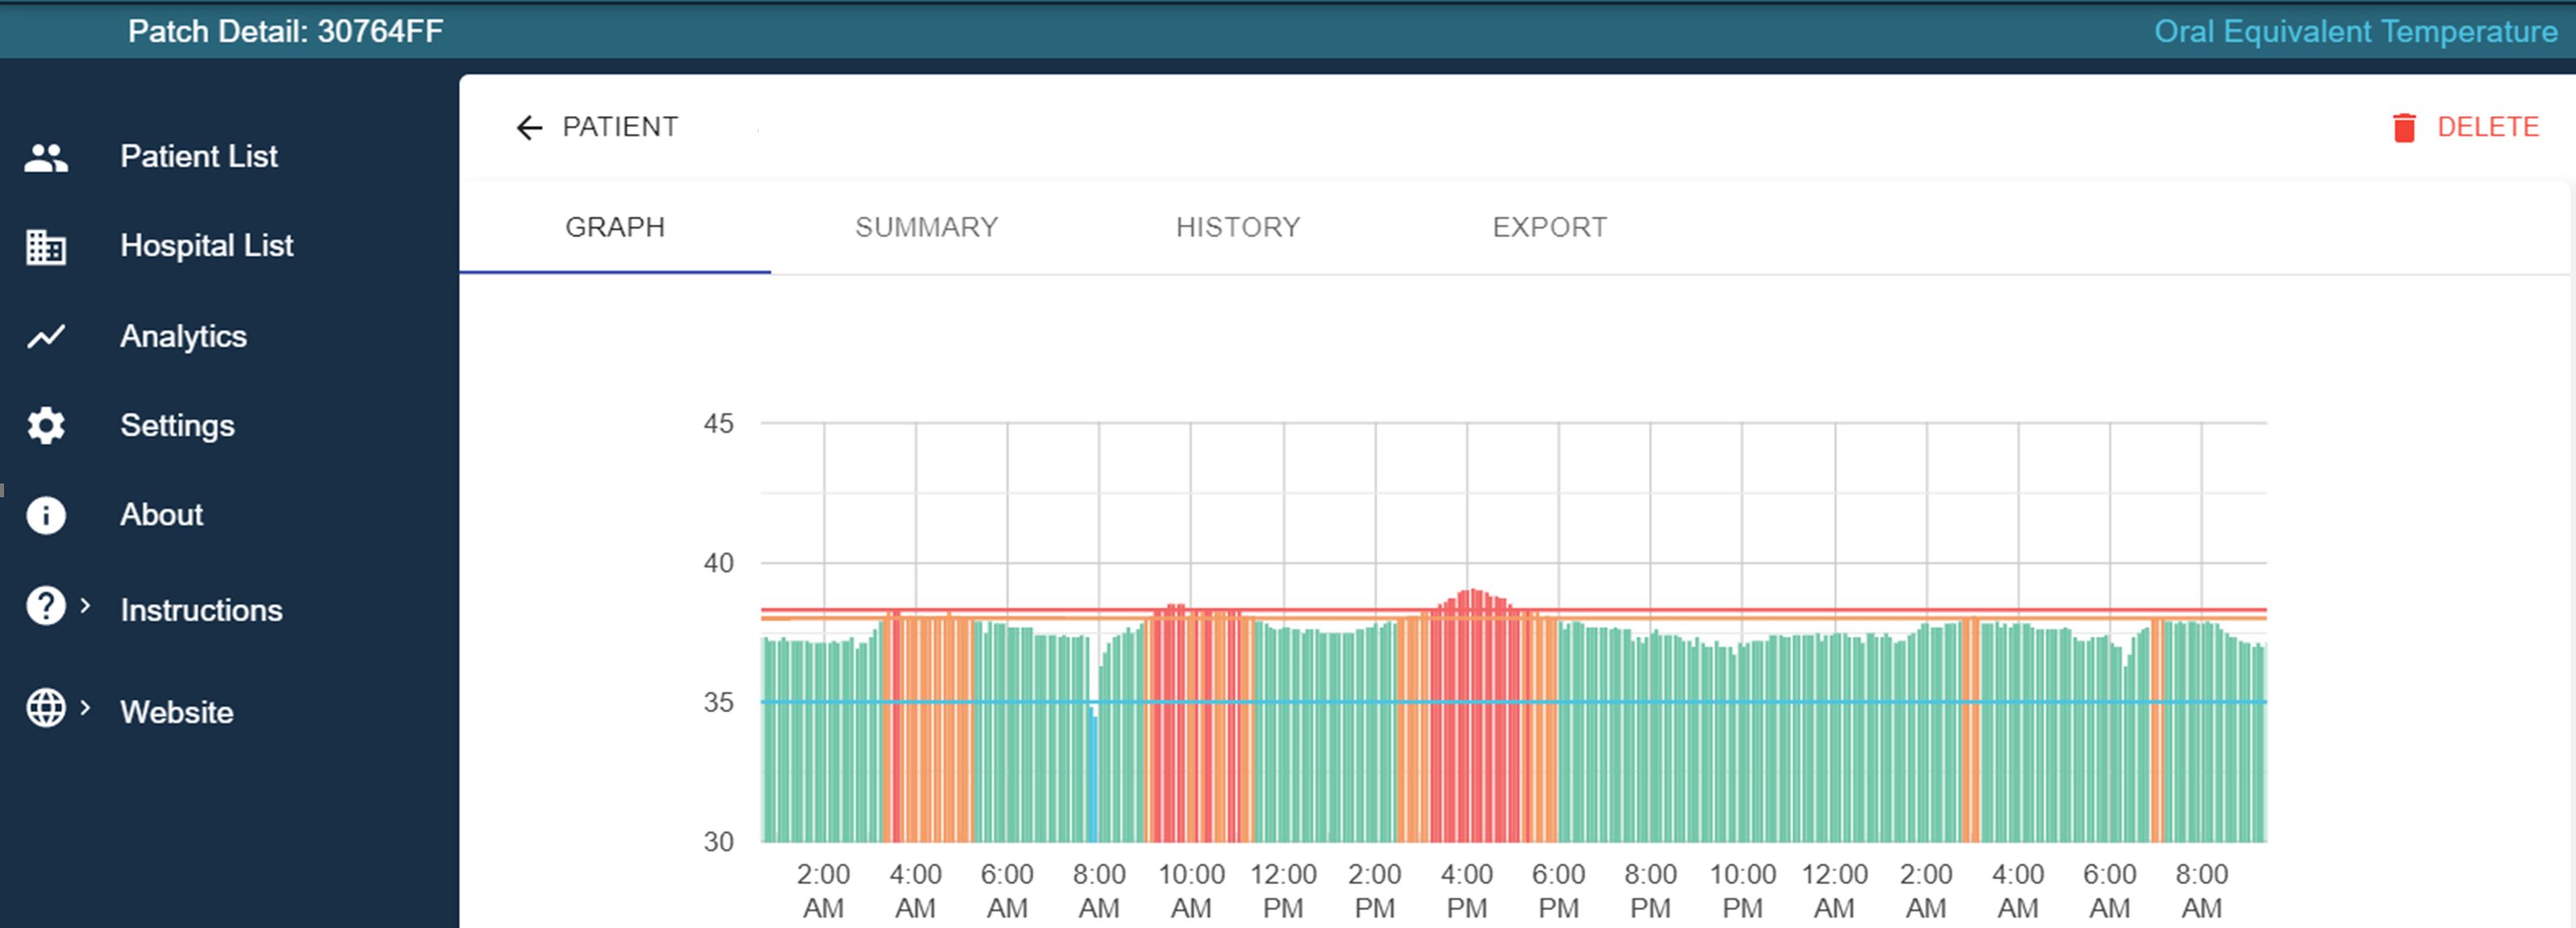 Patch Detail: 30764FF
Oral Equivalent Temperature
Patient List
Hospital List
Analytics
Settings
About
Instructions
Website
PATIENT
DELETE
GRAPH SUMMARY HISTORY EXPORT
45
40
35
30
2:00 AM
4:00 AM
6:00 AM
8:00 AM
10:00 AM
12:00 PM
2:00 PM
4:00 PM
6:00 PM
8:00 PM
10:00 PM
12:00 AM
2:00 AM
4:00 AM
6:00 AM
8:00 AM